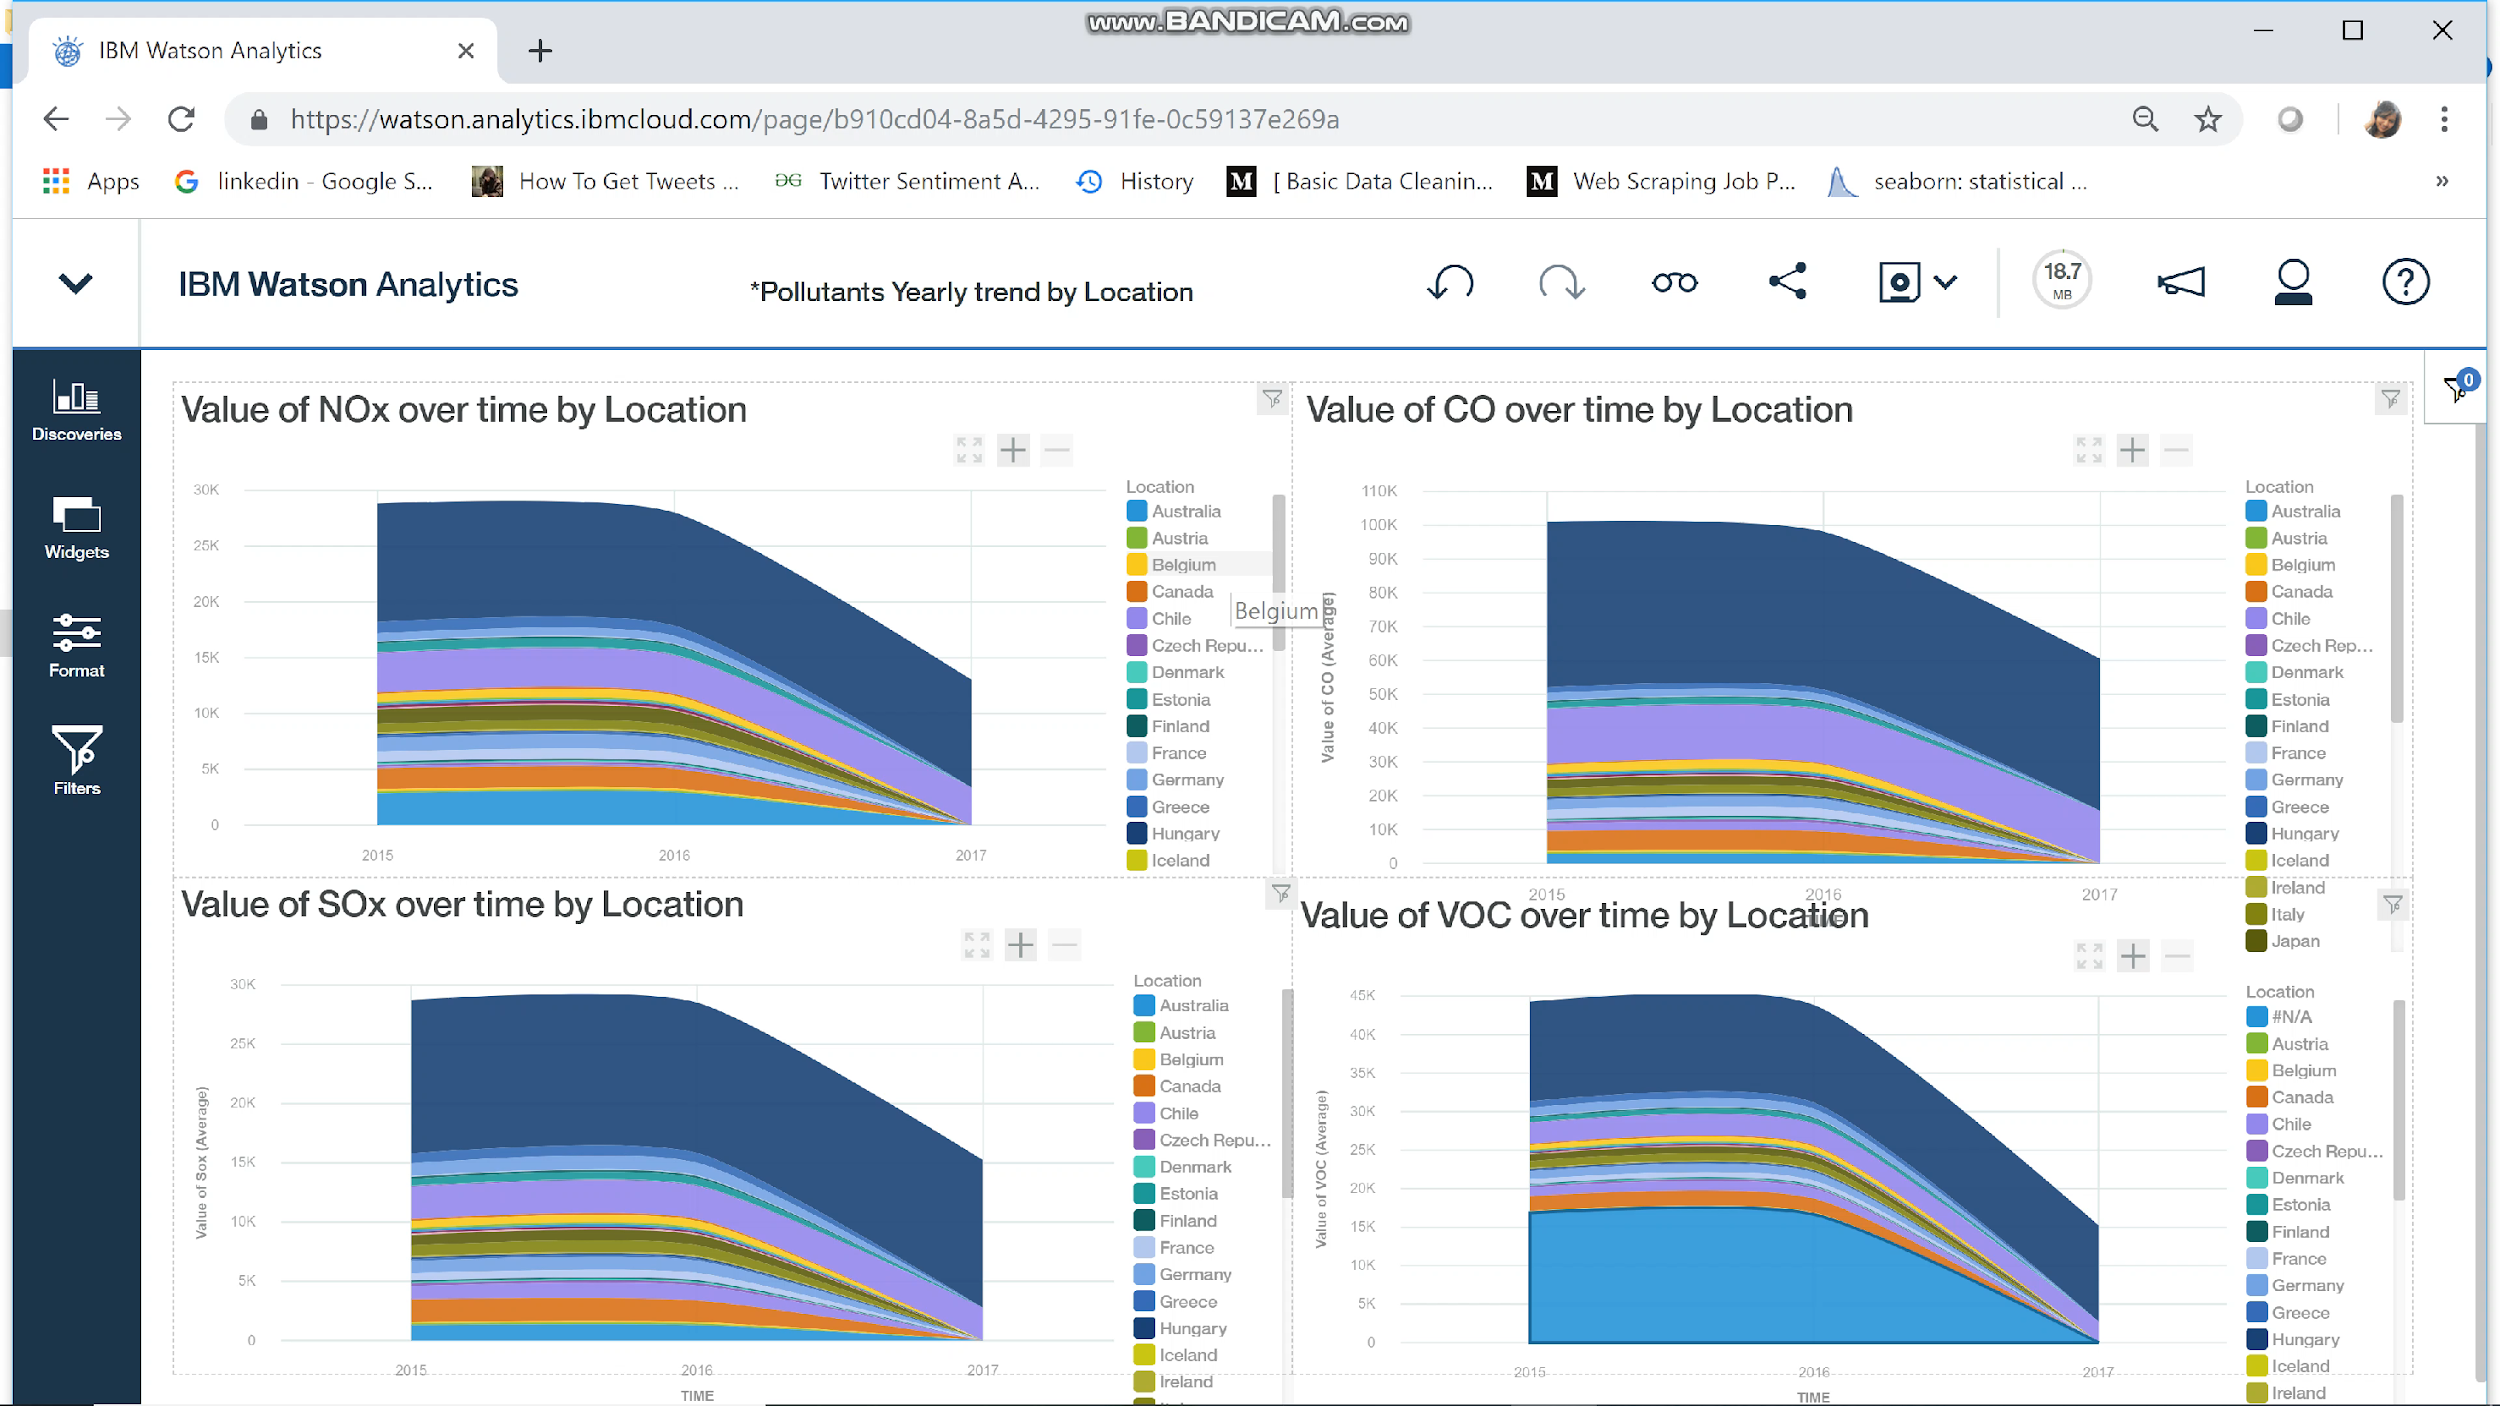 www.BANDICAM.com
IBM Watson Analytics
https://watson.analytics.ibmcloud.com/page/b910cd04-8a5d-4295-91fe-0c59137e269a
Apps
linkedin - Google S...
How To Get Tweets ...
Twitter Sentiment A...
History
[ Basic Data Cleanin...
Web Scraping Job P...
seaborn: statistical ...
»
IBM Watson Analytics
*Pollutants Yearly trend by Location
18.7
MB
Discoveries
Widgets
Format
Filters
0
Value of NOx over time by Location
30K
25K
20K
15K
10K
5K
0
2015
2016
2017
Location
Australia
Austria
Belgium
Canada
Chile
Czech Repu...
Denmark
Estonia
Finland
France
Germany
Greece
Hungary
Iceland
Belgium
Value of CO over time by Location
Value of CO (Average)
110K
100K
90K
80K
70K
60K
50K
40K
30K
20K
10K
0
2015
2016
2017
TIME
Location
Australia
Austria
Belgium
Canada
Chile
Czech Rep...
Denmark
Estonia
Finland
France
Germany
Greece
Hungary
Iceland
Ireland
Italy
Japan
Value of SOx over time by Location
Value of Sox (Average)
30K
25K
20K
15K
10K
5K
0
2015
2016
2017
TIME
Location
Australia
Austria
Belgium
Canada
Chile
Czech Repu...
Denmark
Estonia
Finland
France
Germany
Greece
Hungary
Iceland
Ireland
Value of VOC over time by Location
Value of VOC (Average)
45K
40K
35K
30K
25K
20K
15K
10K
5K
0
2015
2016
2017
TIME
Location
#N/A
Austria
Belgium
Canada
Chile
Czech Repu...
Denmark
Estonia
Finland
France
Germany
Greece
Hungary
Iceland
Ireland